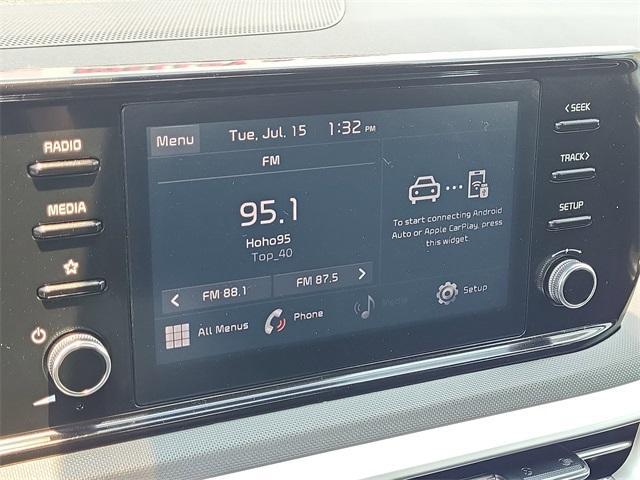 RADIO
MEDIA
Menu
Tue, Jul. 15 1:32 PM
FM
95.1
Hoho95
Top_40
< FM 88.1 FM 87.5 >
To start connecting Android
Auto or Apple CarPlay, press
this widget.
All Menus
Phone
Media
Setup
< SEEK
TRACK >
SETUP